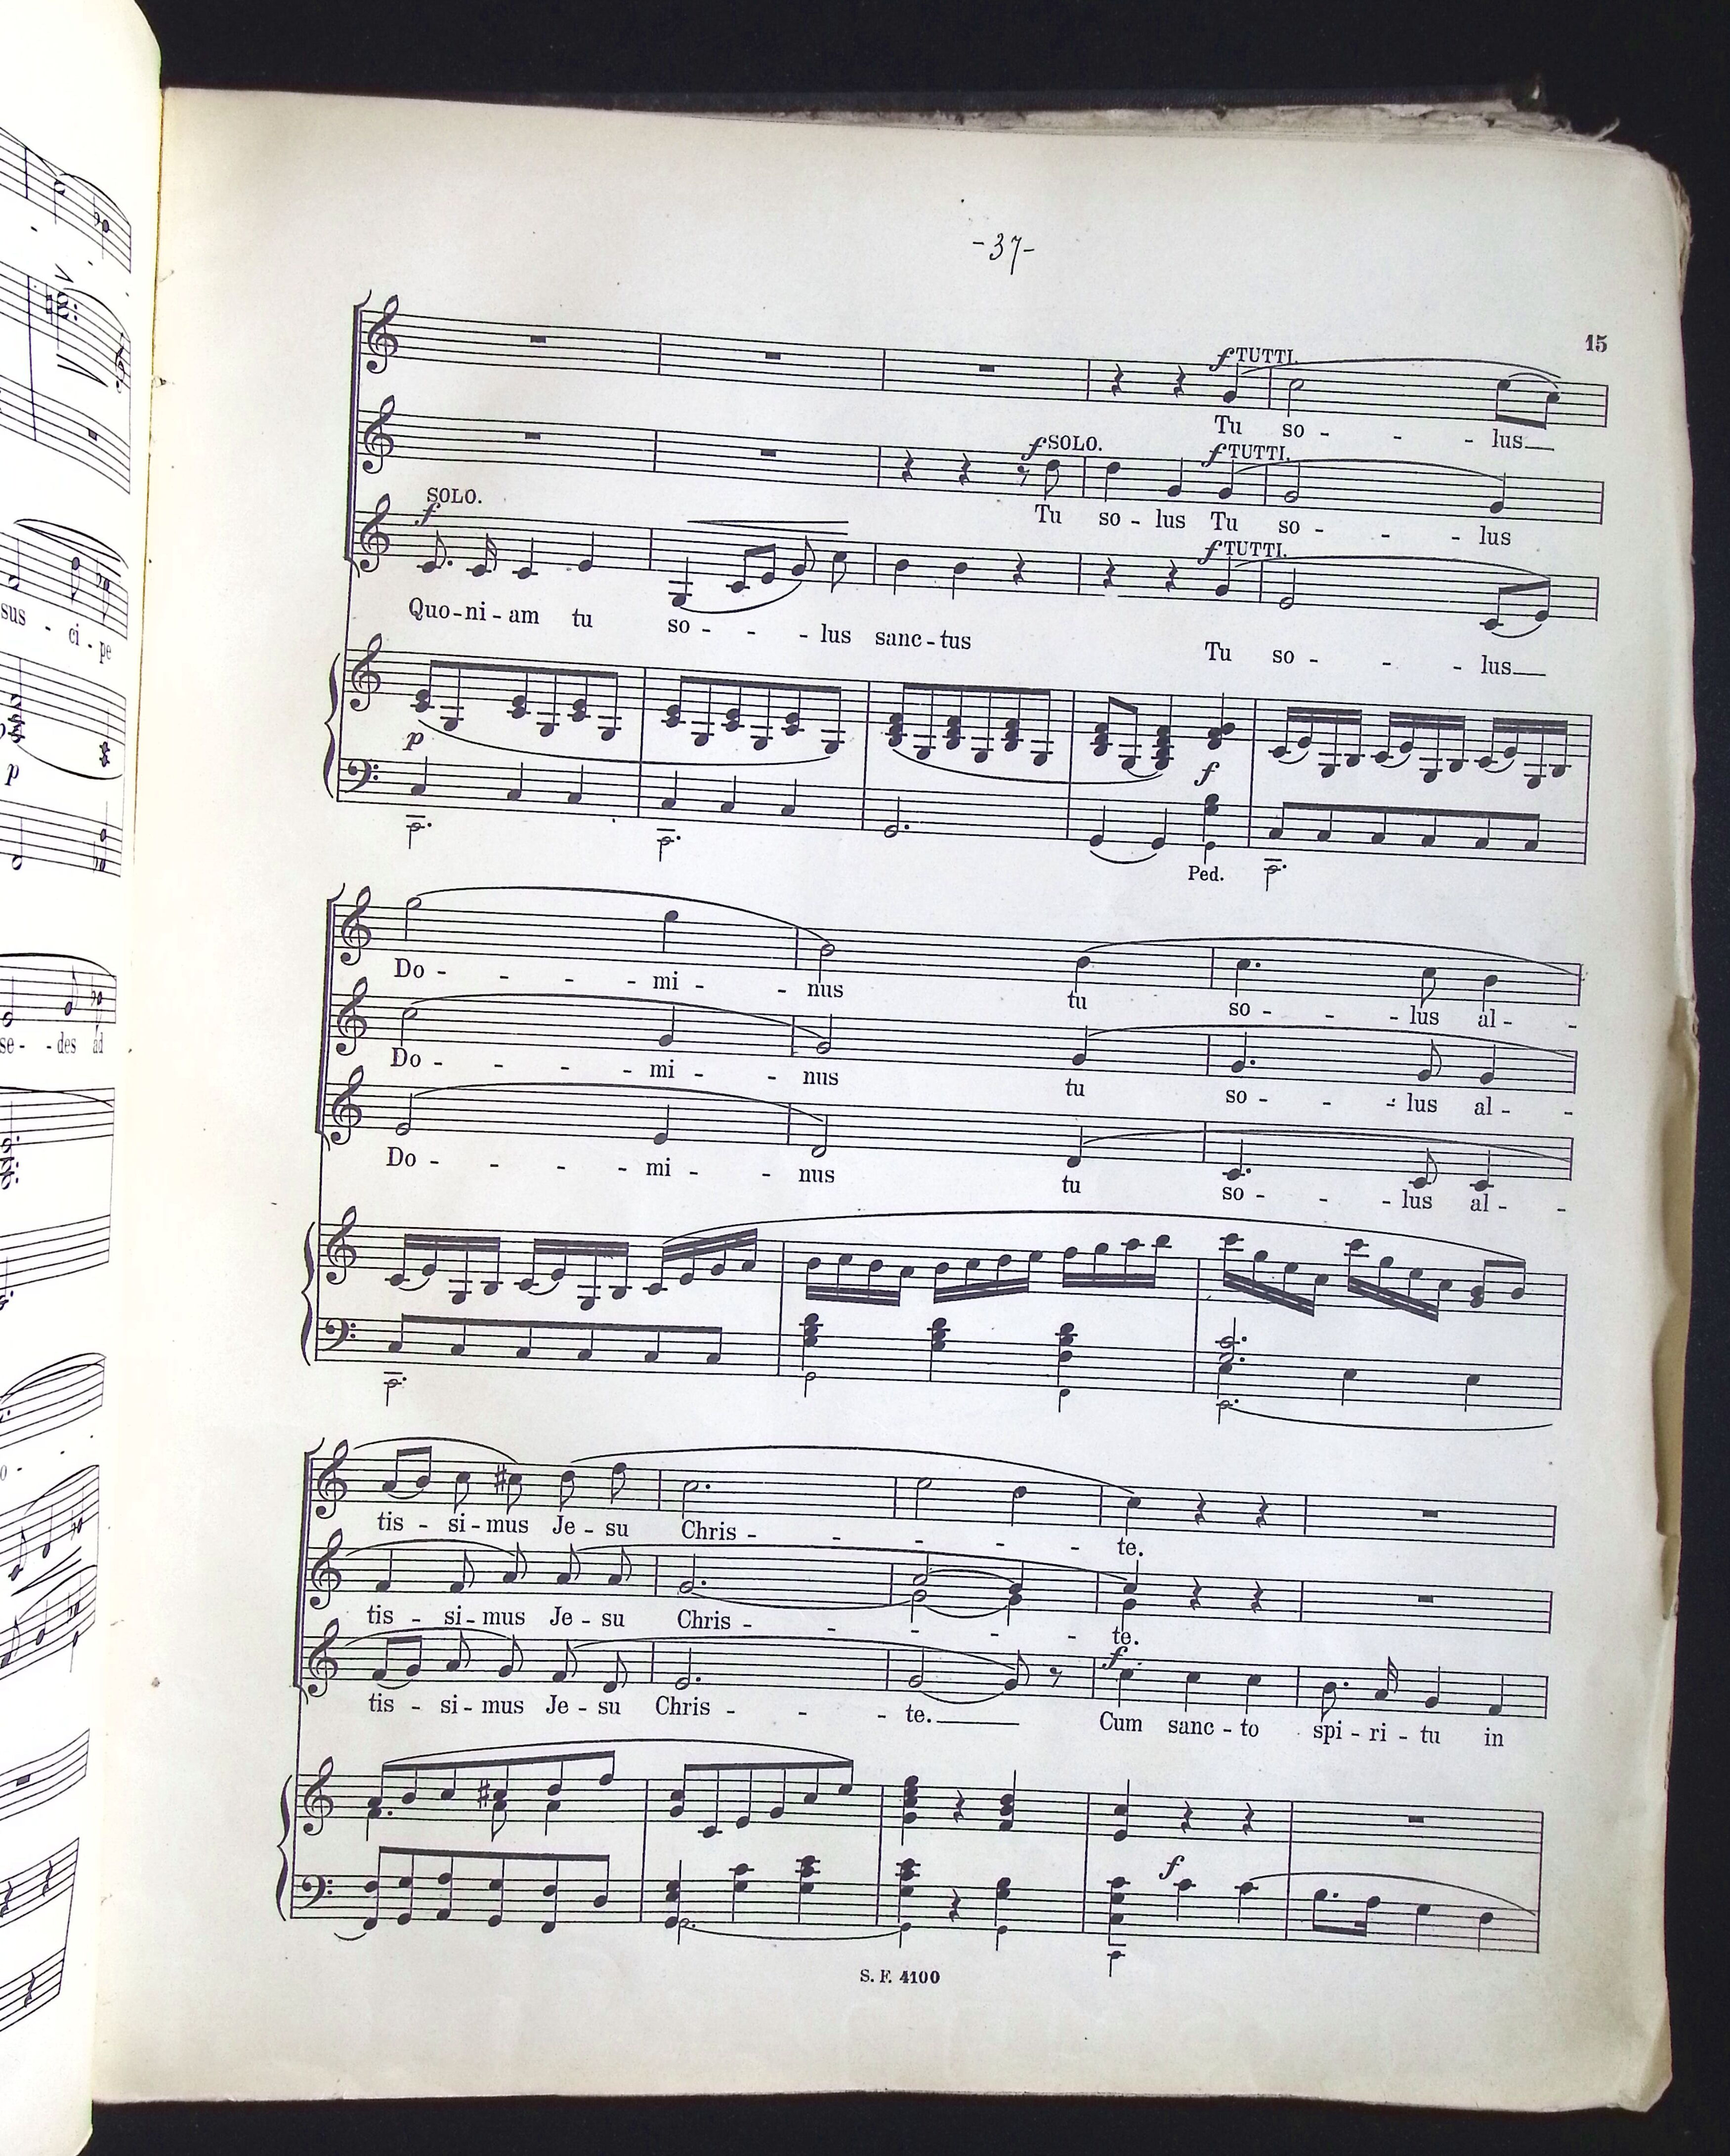 -37-
15
f TUTTI.
Tu so - - - lus
f SOLO. f TUTTI.
Tu so - lus Tu so - - - lus
SOLO.
f
f TUTTI.
Quo - ni - am tu so - - - lus sanc - tus Tu so - - - lus
p f
Ped.
Do - - - - mi - - nus tu so - - - lus al - -
Do - - - - mi - - nus tu so - - - lus al - -
Do - - - - mi - - nus tu so - - - lus al - -
tis - si - mus Je - su Chris - - - - - te.
tis - si - mus Je - su Chris - - - - - te.
f
tis - si - mus Je - su Chris - - - te. Cum sanc - to spi - ri - tu in
f
S. F. 4100
sus - ci - pe
p
se - - des ad